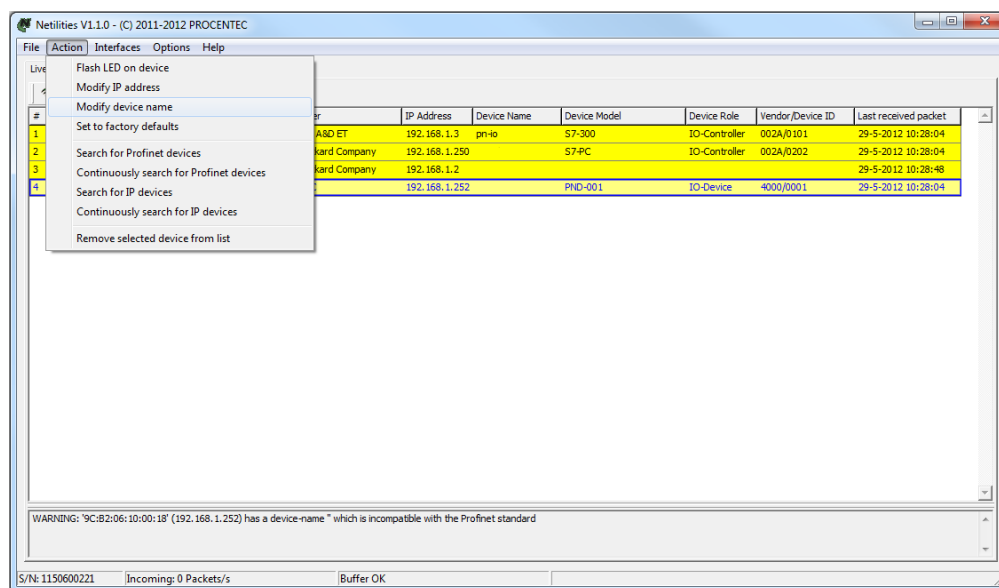 Netilities V1.1.0 - (C) 2011-2012 PROCENTEC
File Action Interfaces Options Help
Live
Flash LED on device
Modify IP address
Modify device name
Set to factory defaults
Search for Profinet devices
Continuously search for Profinet devices
Search for IP devices
Continuously search for IP devices
Remove selected device from list
# er IP Address Device Name Device Model Device Role Vendor/Device ID Last received packet
1 A&D ET 192.168.1.3 pn-io S7-300 IO-Controller 002A/0101 29-5-2012 10:28:04
2 kard Company 192.168.1.250 S7-PC IO-Controller 002A/0202 29-5-2012 10:28:04
3 kard Company 192.168.1.2 29-5-2012 10:28:48
4 192.168.1.252 PND-001 IO-Device 4000/0001 29-5-2012 10:28:04
WARNING: '9C:B2:06:10:00:18' (192.168.1.252) has a device-name '' which is incompatible with the Profinet standard
S/N: 1150600221 Incoming: 0 Packets/s Buffer OK